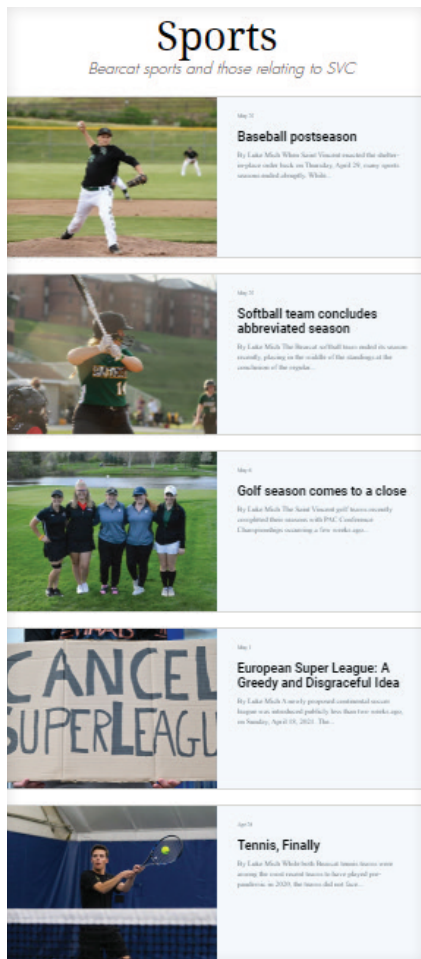 Sports
Bearcat sports and those relating to SVC
May 12
Baseball postseason
By Luke Mich When Saint Vincent enacted the shelter-
in-place order back on Thursday, April 29, many sports
seasons ended abruptly. While...
Softball team concludes
abbreviated season
By Luke Mich The Bearcat softball team ended its season
recently, placing in the middle of the standings at the
conclusion of the regular...
May 6
Golf season comes to a close
By Luke Mich The Saint Vincent golf teams recently
completed their seasons with PAC Conference
Championships occurring a few weeks ago...
14
CANCEL
SUPERLEAGU
May 1
European Super League: A
Greedy and Disgraceful Idea
By Luke Mich A newly proposed continental soccer
league was introduced publicly less than two weeks ago,
on Sunday, April 18, 2021. The...
Tennis, Finally
By Luke Mich While both Bearcat tennis teams were
among the most recent teams to have played pre-
pandemic in 2020, the teams did not face...